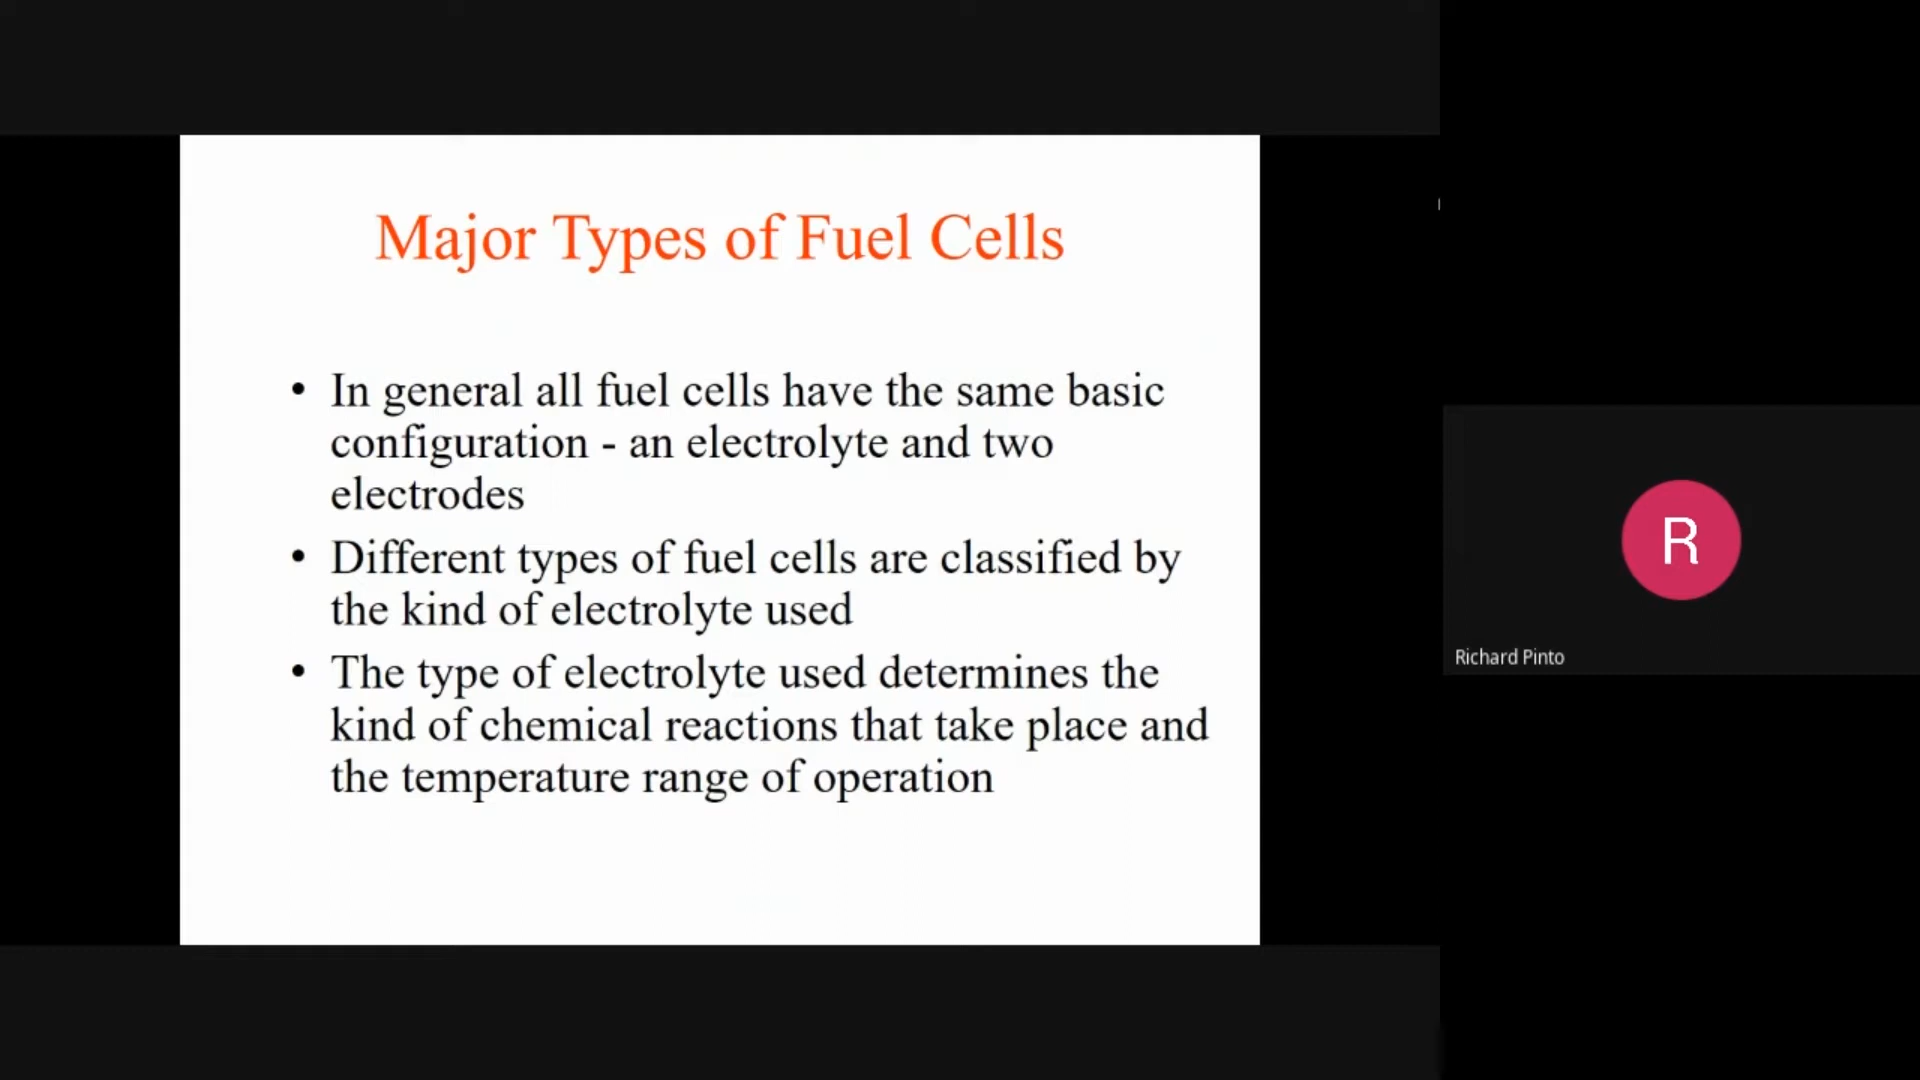 Major Types of Fuel Cells
• In general all fuel cells have the same basic
configuration - an electrolyte and two
electrodes
• Different types of fuel cells are classified by
the kind of electrolyte used
• The type of electrolyte used determines the
kind of chemical reactions that take place and
the temperature range of operation
R
Richard Pinto